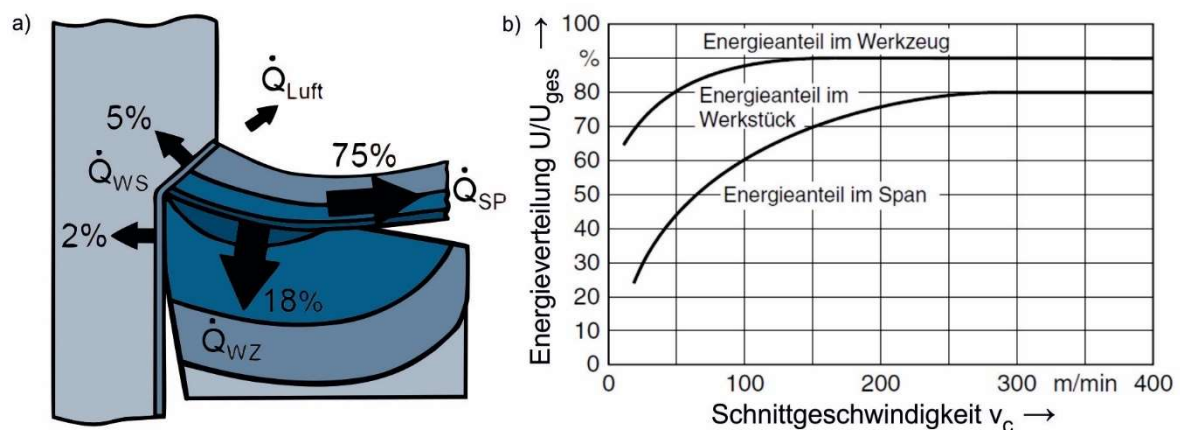 a)
Q̇Luft
5%
75%
Q̇WS
Q̇SP
2%
18%
Q̇WZ
b)
Energieverteilung U/Uges →
100
%
80
70
60
50
40
30
20
10
0
Energieanteil im Werkzeug
Energieanteil im
Werkstück
Energieanteil im Span
0
100
200
300
m/min
400
Schnittgeschwindigkeit vc →